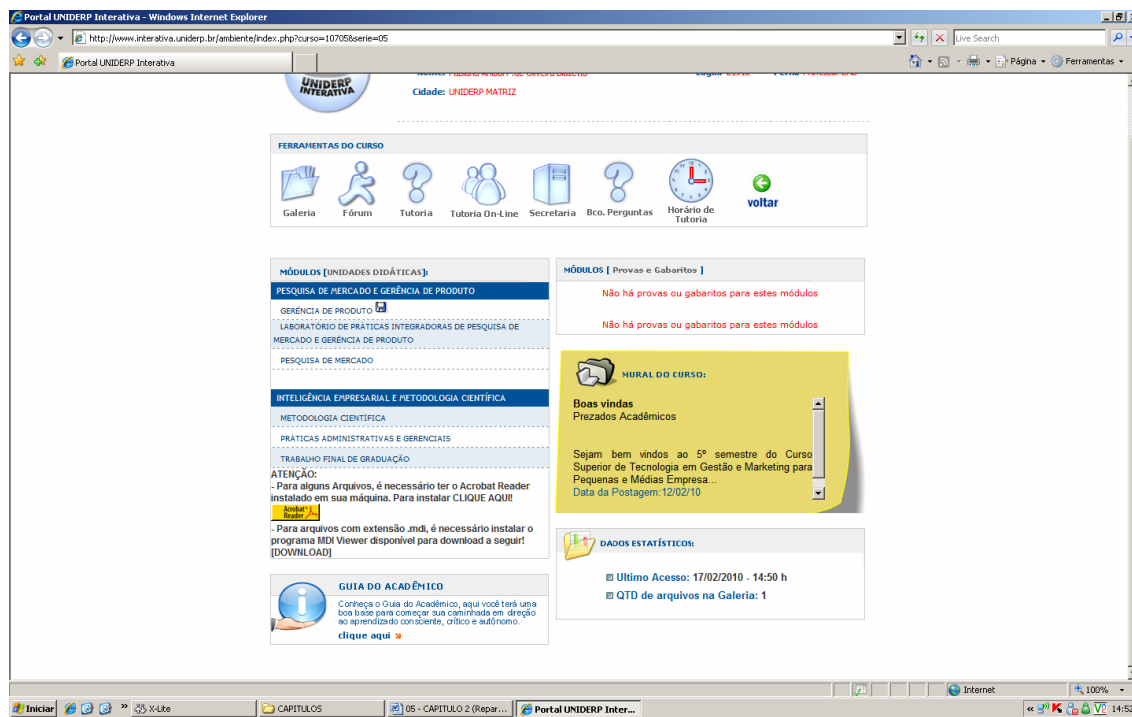 Portal UNIDERP Interativa - Windows Internet Explorer
http://www.interativa.uniderp.br/ambiente/index.php?curso=10705&serie=05
Live Search
Portal UNIDERP Interativa
Página
Ferramentas
UNIDERP
INTERATIVA
Cidade: UNIDERP MATRIZ
FERRAMENTAS DO CURSO
Galeria
Fórum
Tutoria
Tutoria On-Line
Secretaria
Bco. Perguntas
Horário de
Tutoria
voltar
MÓDULOS [UNIDADES DIDÁTICAS]:
PESQUISA DE MERCADO E GERÊNCIA DE PRODUTO
GERÊNCIA DE PRODUTO
LABORATÓRIO DE PRÁTICAS INTEGRADORAS DE PESQUISA DE
MERCADO E GERÊNCIA DE PRODUTO
PESQUISA DE MERCADO
INTELIGÊNCIA EMPRESARIAL E METODOLOGIA CIENTÍFICA
METODOLOGIA CIENTÍFICA
PRÁTICAS ADMINISTRATIVAS E GERENCIAIS
TRABALHO FINAL DE GRADUAÇÃO
ATENÇÃO:
- Para alguns Arquivos, é necessário ter o Acrobat Reader
instalado em sua máquina. Para instalar CLIQUE AQUI!
Acrobat
Reader
- Para arquivos com extensão .mdi, é necessário instalar o
programa MDI Viewer disponível para download a seguir!
[DOWNLOAD]
GUIA DO ACADÊMICO
Conheça o Guia do Acadêmico, aqui você terá uma
boa base para começar sua caminhada em direção
ao aprendizado consciente, crítico e autônomo.
clique aqui
MÓDULOS [ Provas e Gabaritos ]
Não há provas ou gabaritos para estes módulos
Não há provas ou gabaritos para estes módulos
MURAL DO CURSO:
Boas vindas
Prezados Acadêmicos
Sejam bem vindos ao 5º semestre do Curso
Superior de Tecnologia em Gestão e Marketing para
Pequenas e Médias Empresa...
Data da Postagem:12/02/10
DADOS ESTATÍSTICOS:
Ultimo Acesso: 17/02/2010 - 14:50 h
QTD de arquivos na Galeria: 1
Internet
100%
Iniciar
X-Lite
CAPITULOS
05 - CAPITULO 2 (Repar...
Portal UNIDERP Inter...
14:52